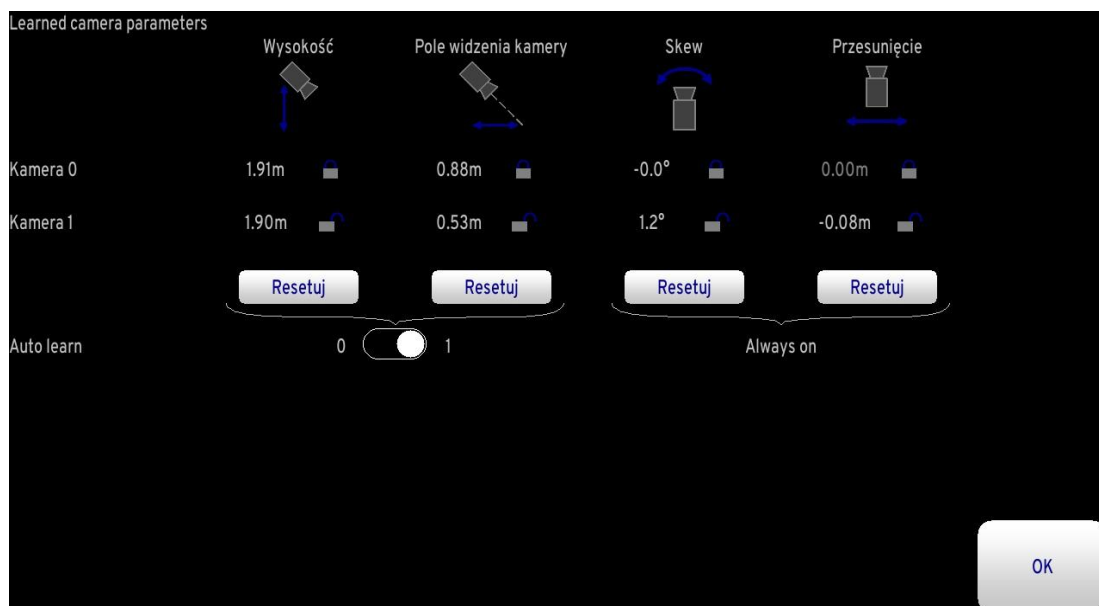 Learned camera parameters
Wysokość Pole widzenia kamery Skew Przesunięcie
Kamera 0 1.91m 0.88m -0.0° 0.00m
Kamera 1 1.90m 0.53m 1.2° -0.08m
Resetuj Resetuj Resetuj Resetuj
Auto learn 0 1 Always on
OK